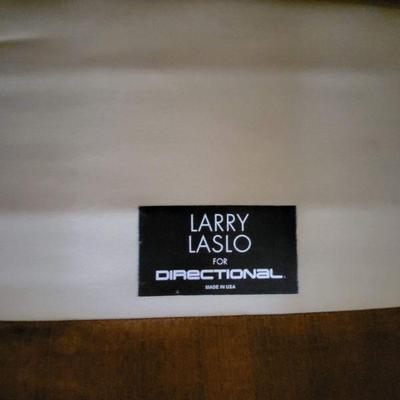 LARRY
LASLO
FOR
DIRECTIONAL
MADE IN USA